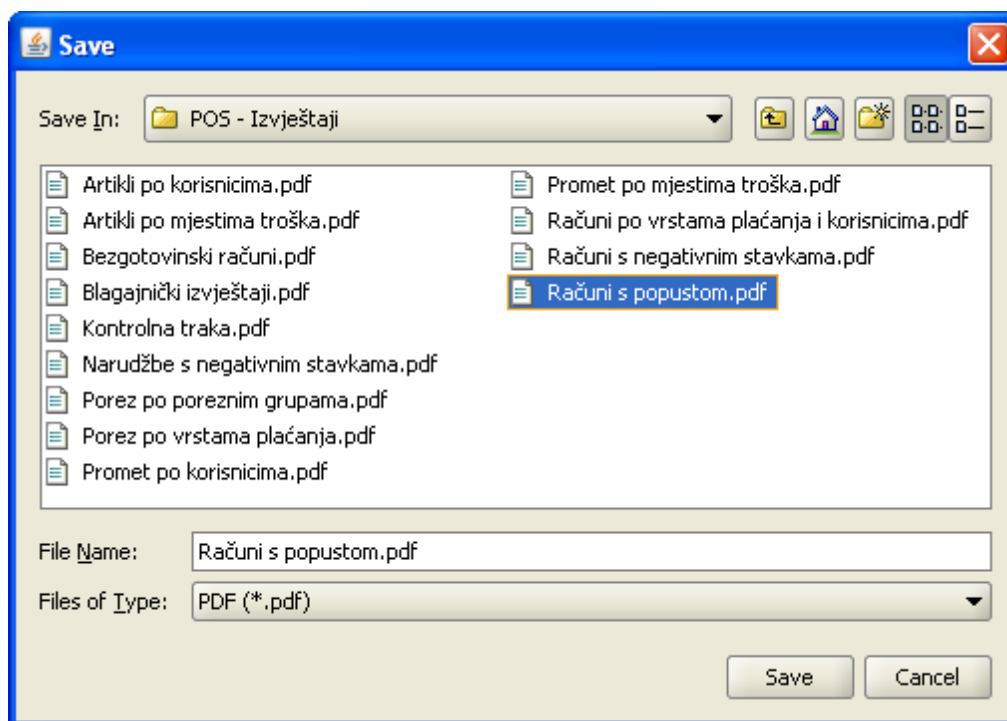 Save
Save In: POS - Izvještaji
Artikli po korisnicima.pdf
Artikli po mjestima troška.pdf
Bezgotovinski računi.pdf
Blagajnički izvještaji.pdf
Kontrolna traka.pdf
Narudžbe s negativnim stavkama.pdf
Porez po poreznim grupama.pdf
Porez po vrstama plaćanja.pdf
Promet po korisnicima.pdf
Promet po mjestima troška.pdf
Računi po vrstama plaćanja i korisnicima.pdf
Računi s negativnim stavkama.pdf
Računi s popustom.pdf
File Name: Računi s popustom.pdf
Files of Type: PDF (*.pdf)
Save Cancel